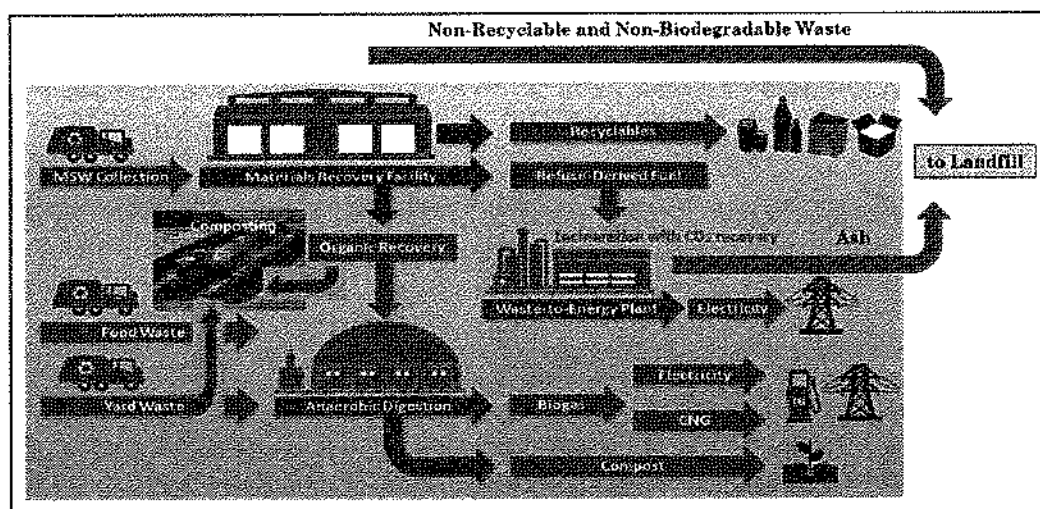 Non-Recyclable and Non-Biodegradable Waste
Recyclables
to Landfill
MSW Collection
Materials Recovery Facility
Refuse Derived Fuel
Composting
Organic Recovery
Incineration with CO₂ recovery
Ash
Food Waste
Waste-to-Energy Plant
Electricity
Yard Waste
Anaerobic Digestion
Biogas
Electricity
CNG
Compost